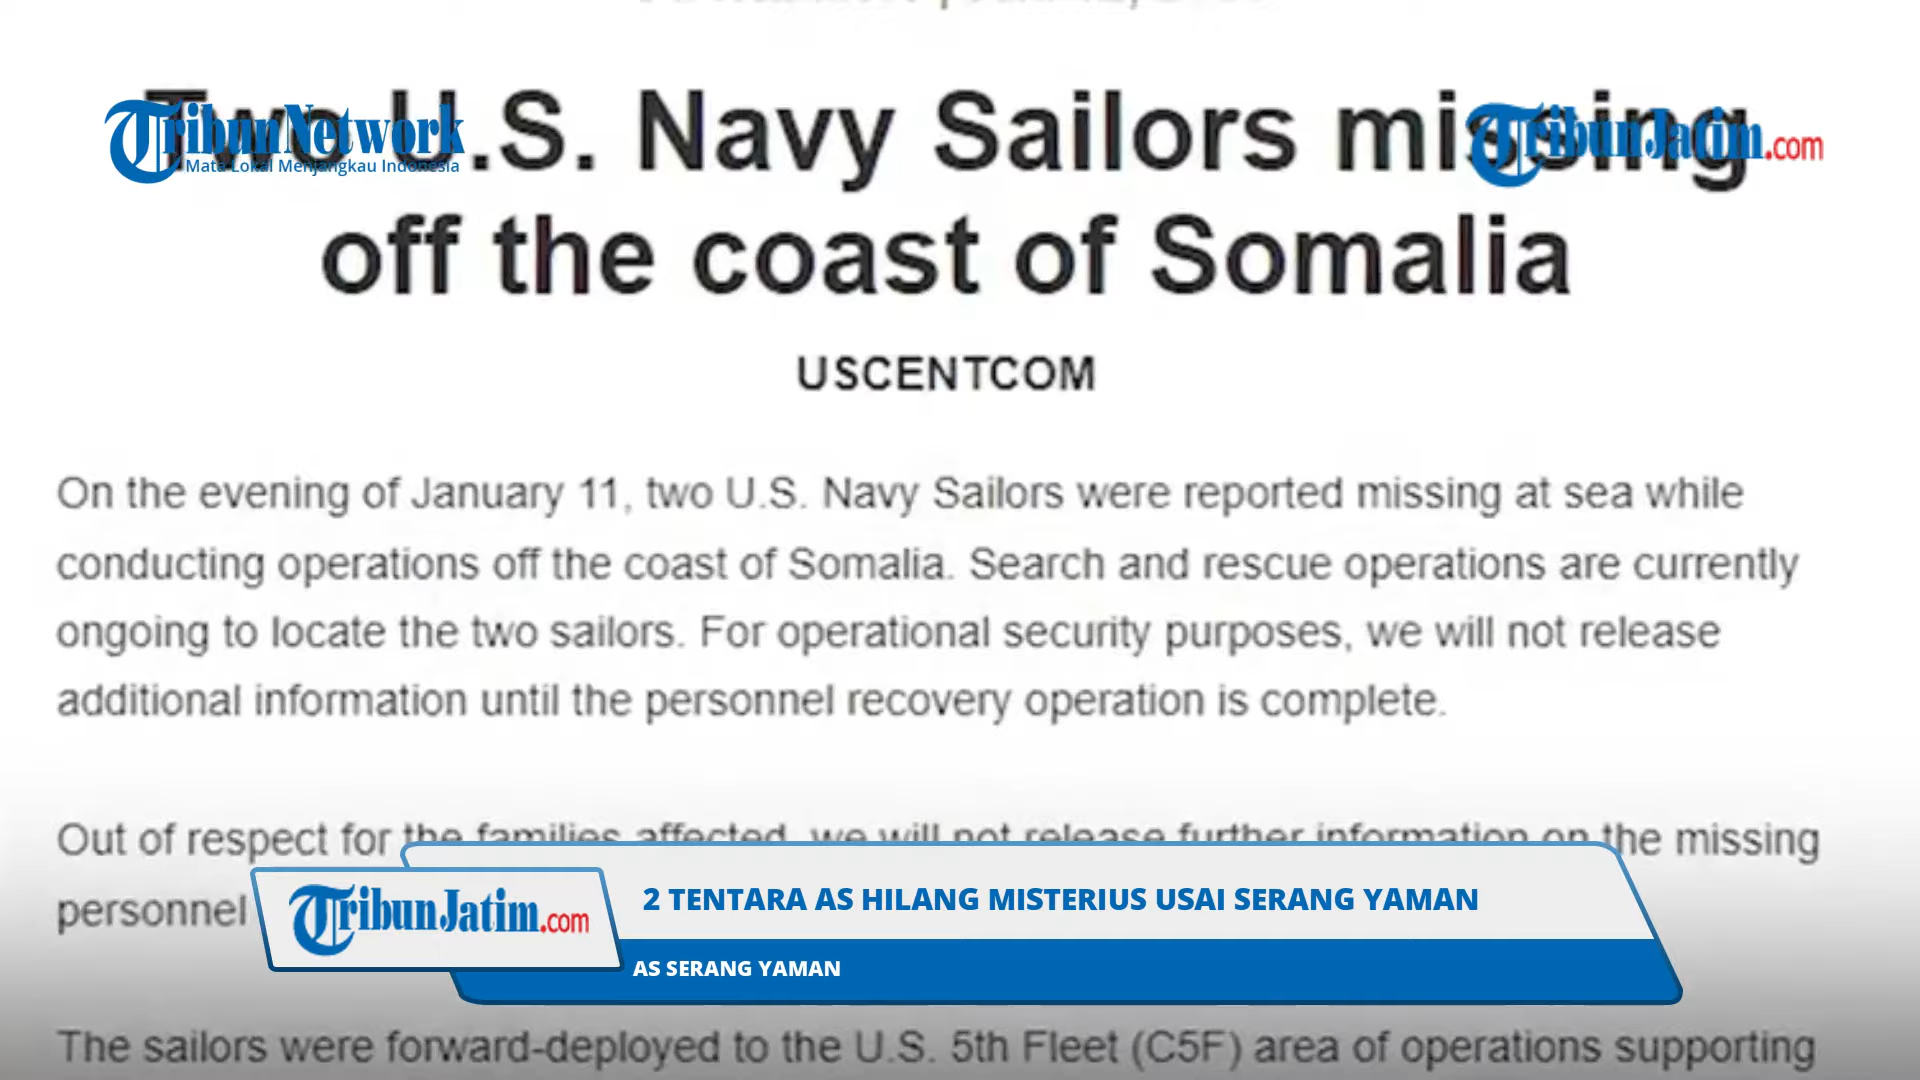 Two U.S. Navy Sailors missing
TribunNetwork
Mata Lokal Menjangkau Indonesia
TribunJatim.com
off the coast of Somalia
USCENTCOM
On the evening of January 11, two U.S. Navy Sailors were reported missing at sea while
conducting operations off the coast of Somalia. Search and rescue operations are currently
ongoing to locate the two sailors. For operational security purposes, we will not release
additional information until the personnel recovery operation is complete.
Out of respect for the families affected, we will not release further information on the missing
personnel
TribunJatim.com
2 TENTARA AS HILANG MISTERIUS USAI SERANG YAMAN
AS SERANG YAMAN
The sailors were forward-deployed to the U.S. 5th Fleet (C5F) area of operations supporting